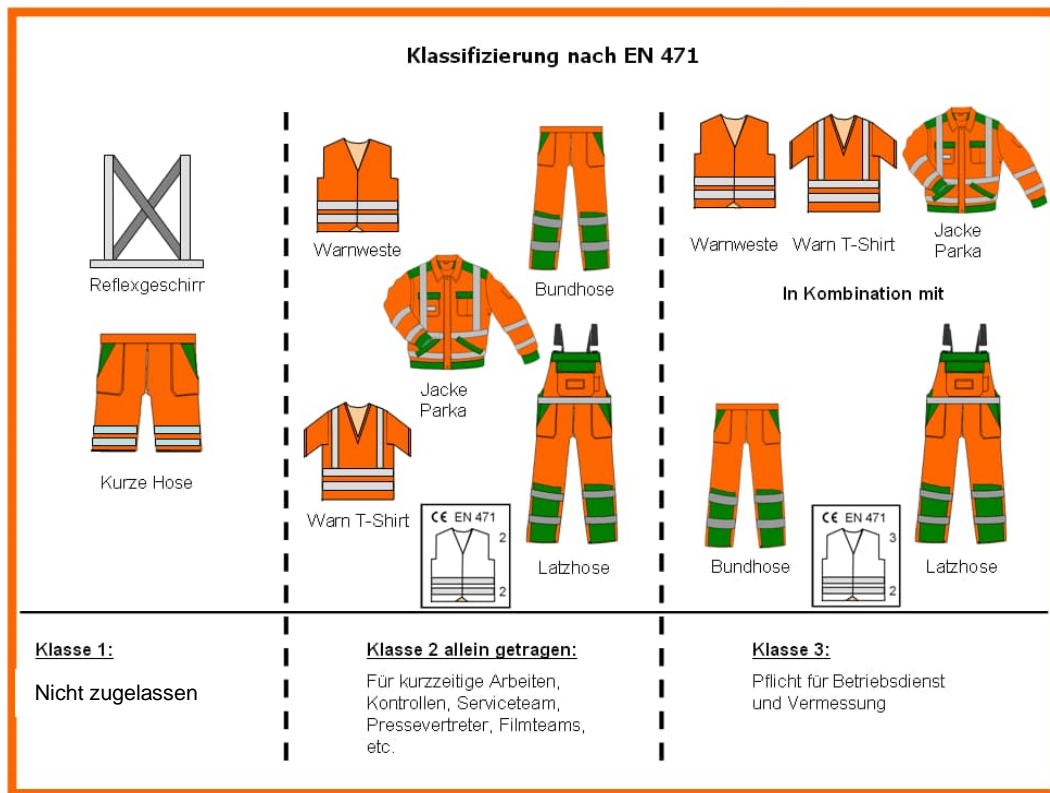 Klassifizierung nach EN 471
Reflexgeschirr
Kurze Hose
Klasse 1:
Nicht zugelassen
Warnweste
Bundhose
Jacke
Parka
Warn T-Shirt
CE EN 471
2
2
Latzhose
Klasse 2 allein getragen:
Für kurzzeitige Arbeiten,
Kontrollen, Serviceteam,
Pressevertreter, Filmteams,
etc.
Warnweste
Warn T-Shirt
Jacke
Parka
In Kombination mit
Bundhose
CE EN 471
3
2
Latzhose
Klasse 3:
Pflicht für Betriebsdienst
und Vermessung